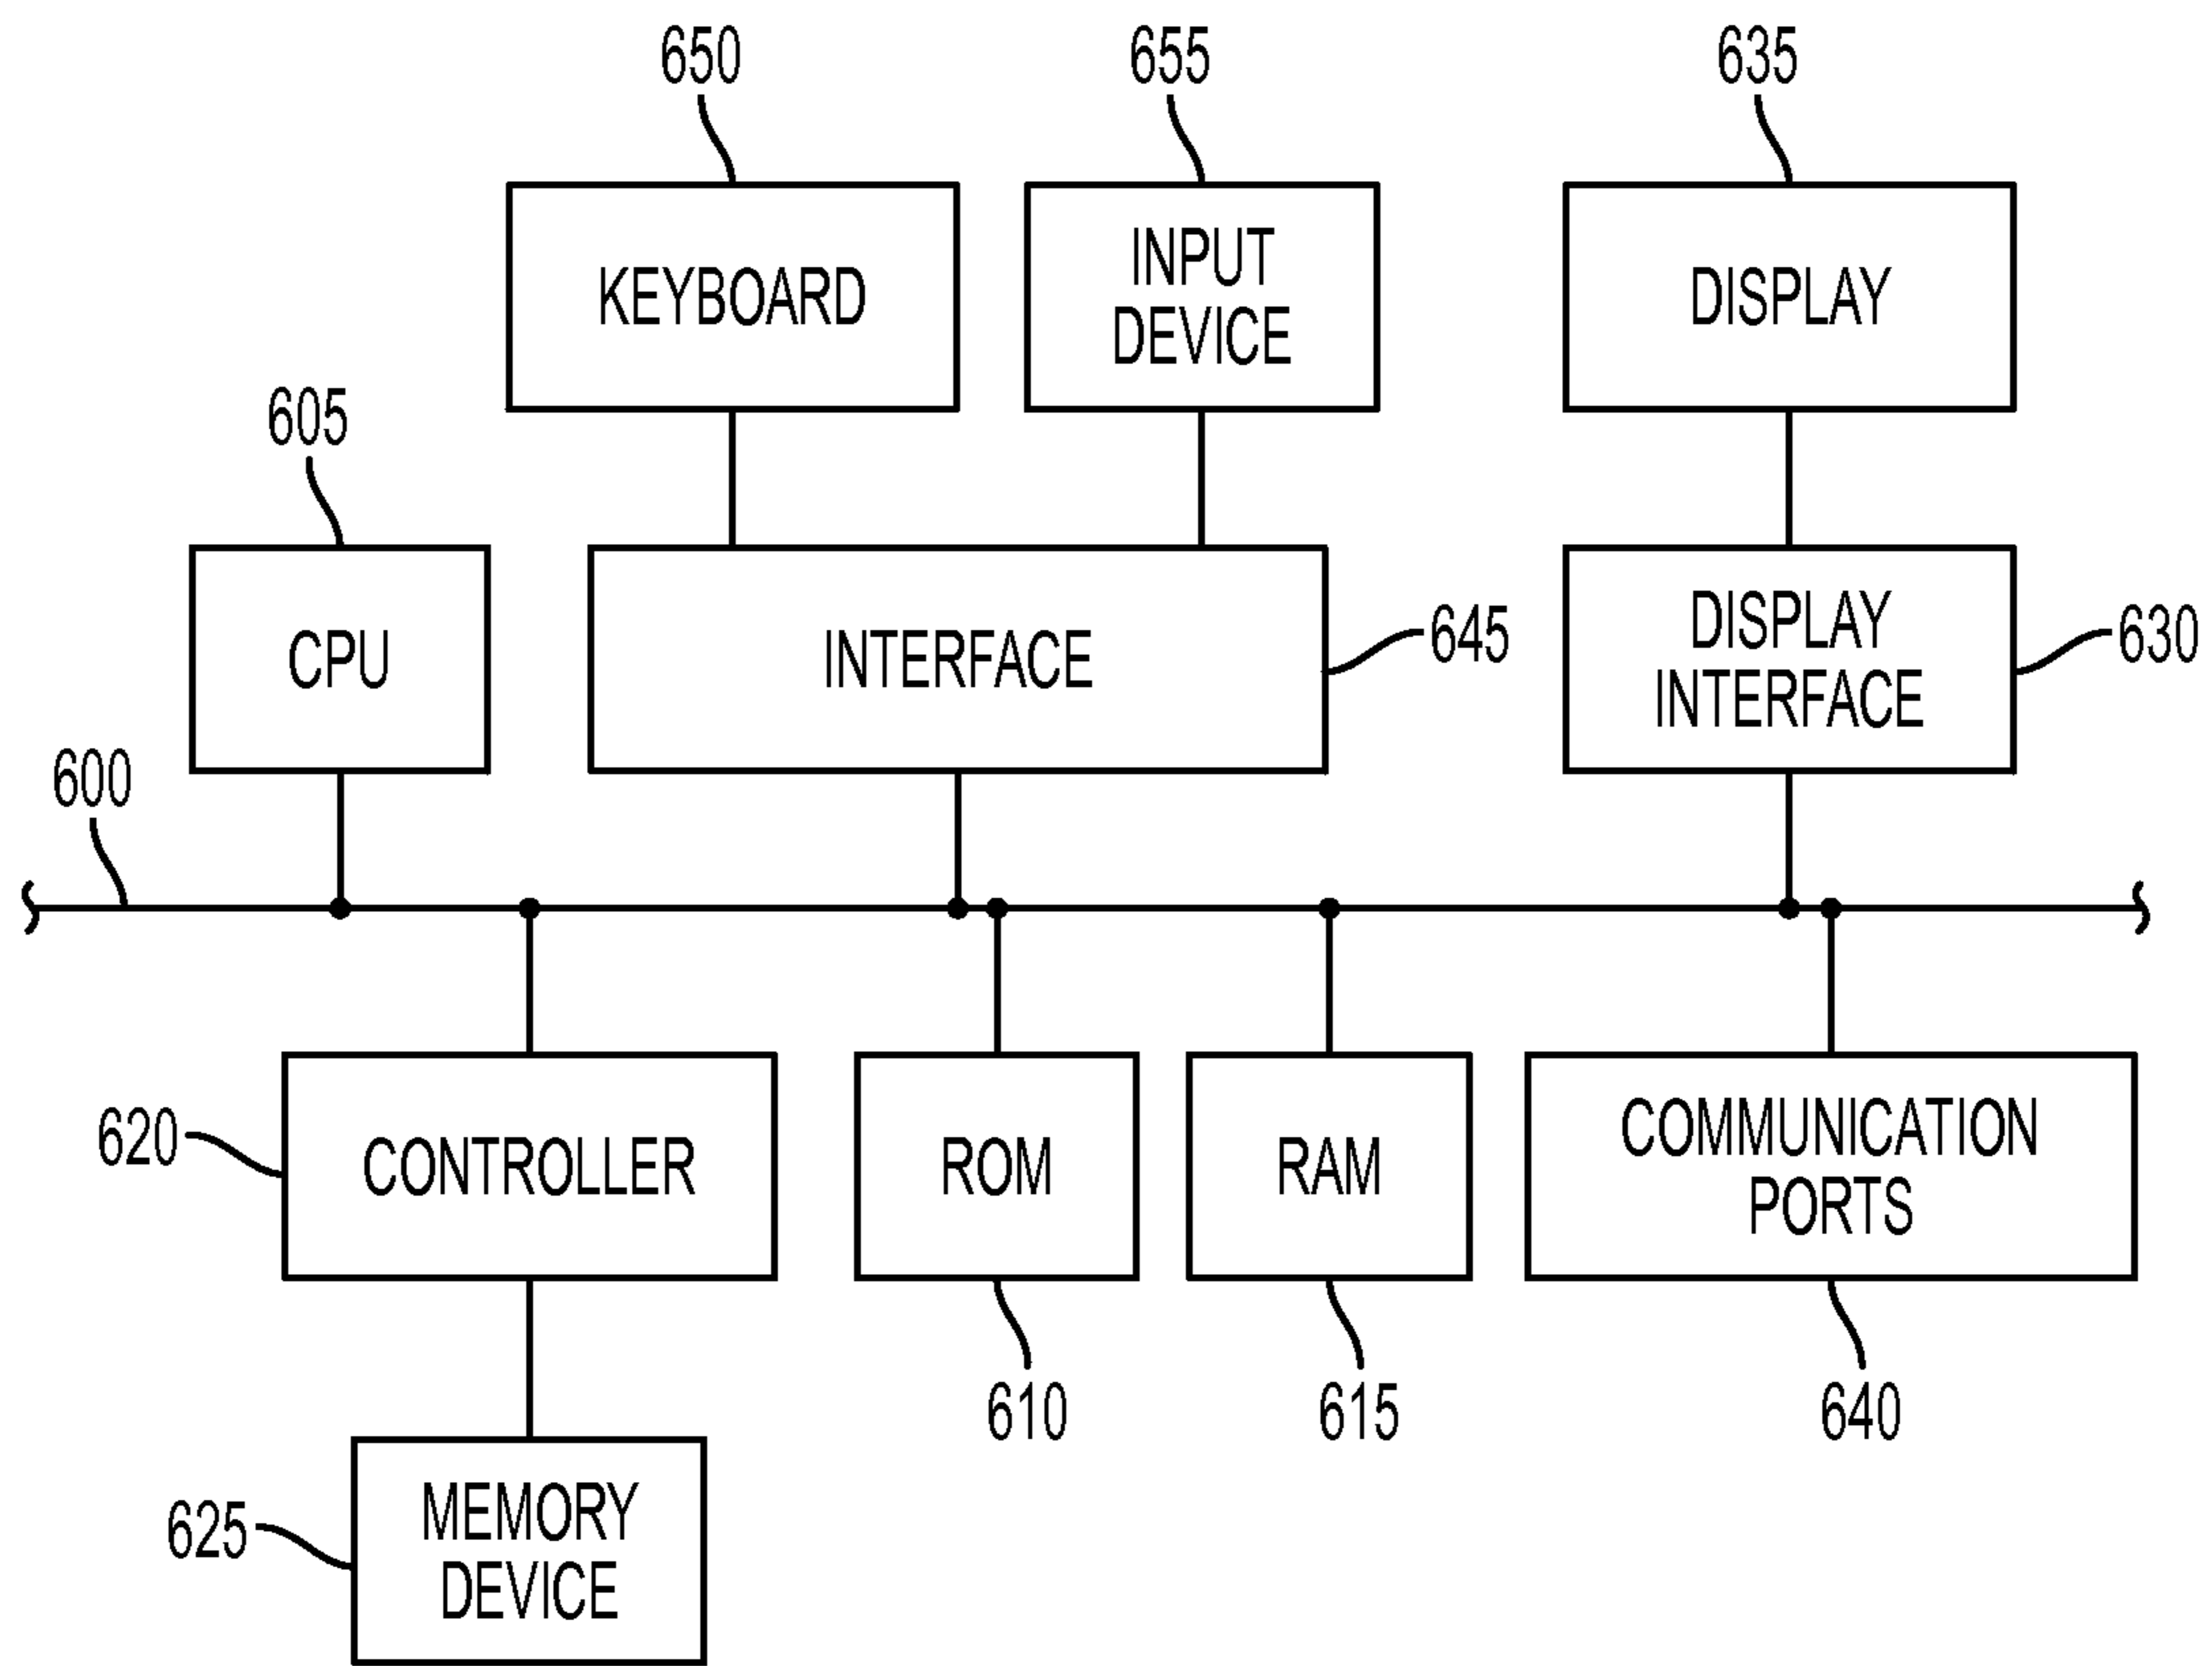 650
655
635
KEYBOARD
INPUT
DEVICE
DISPLAY
605
CPU
INTERFACE
645
DISPLAY
INTERFACE
630
600
620
CONTROLLER
ROM
RAM
COMMUNICATION
PORTS
610
615
640
625
MEMORY
DEVICE